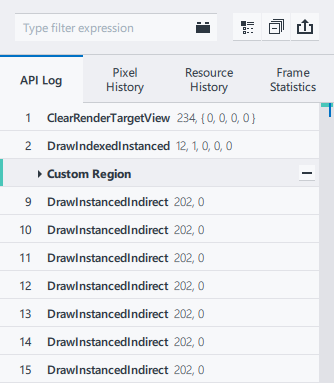 Type filter expression
API Log
Pixel History
Resource History
Frame Statistics
1 ClearRenderTargetView 234, { 0, 0, 0, 0 }
2 DrawIndexedInstanced 12, 1, 0, 0, 0
Custom Region
9 DrawInstancedIndirect 202, 0
10 DrawInstancedIndirect 202, 0
11 DrawInstancedIndirect 202, 0
12 DrawInstancedIndirect 202, 0
13 DrawInstancedIndirect 202, 0
14 DrawInstancedIndirect 202, 0
15 DrawInstancedIndirect 202, 0